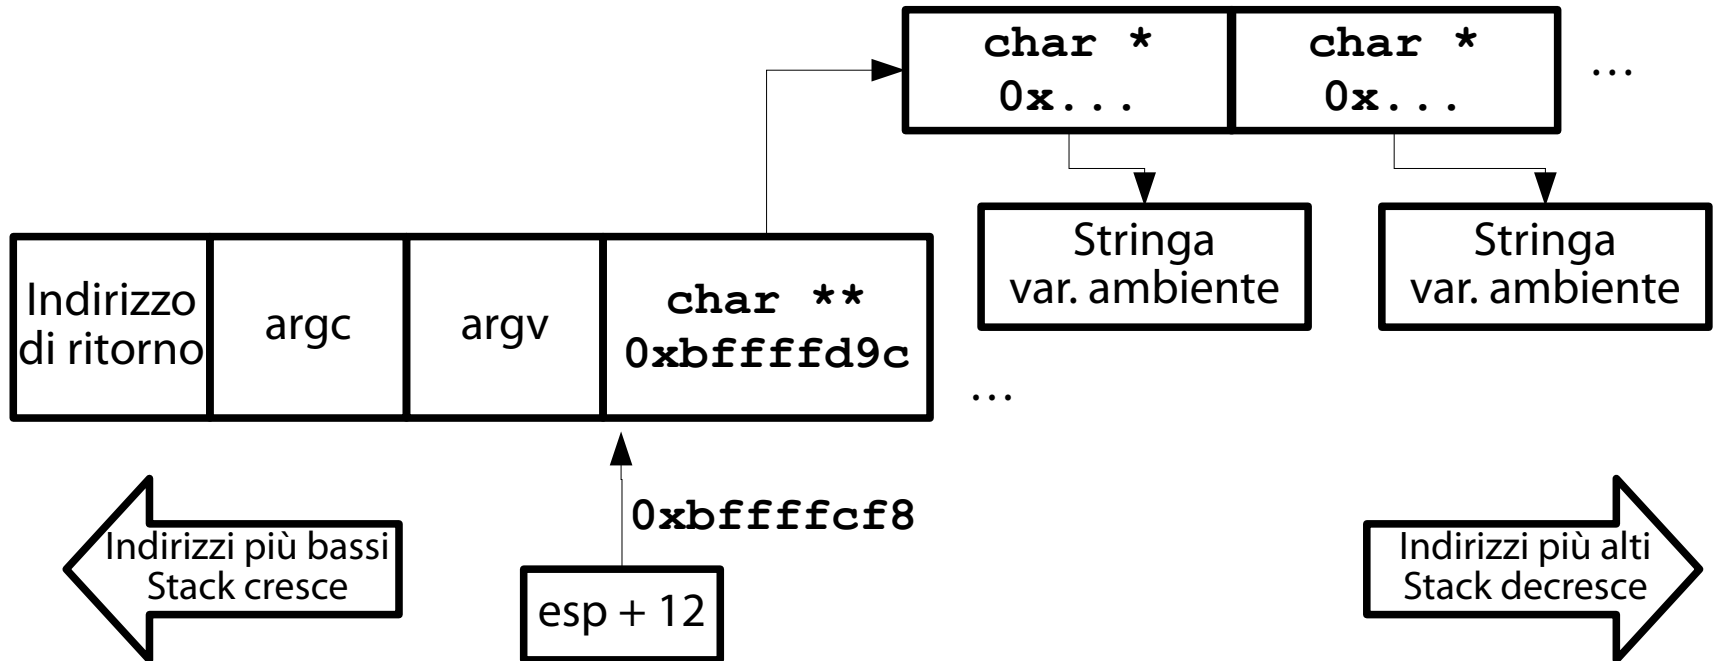 char *
0x...
char *
0x...
...
Stringa
var. ambiente
Stringa
var. ambiente
Indirizzo
di ritorno
argc
argv
char **
0xbffffd9c
...
0xbffffcf8
Indirizzi più bassi
Stack cresce
esp + 12
Indirizzi più alti
Stack decresce